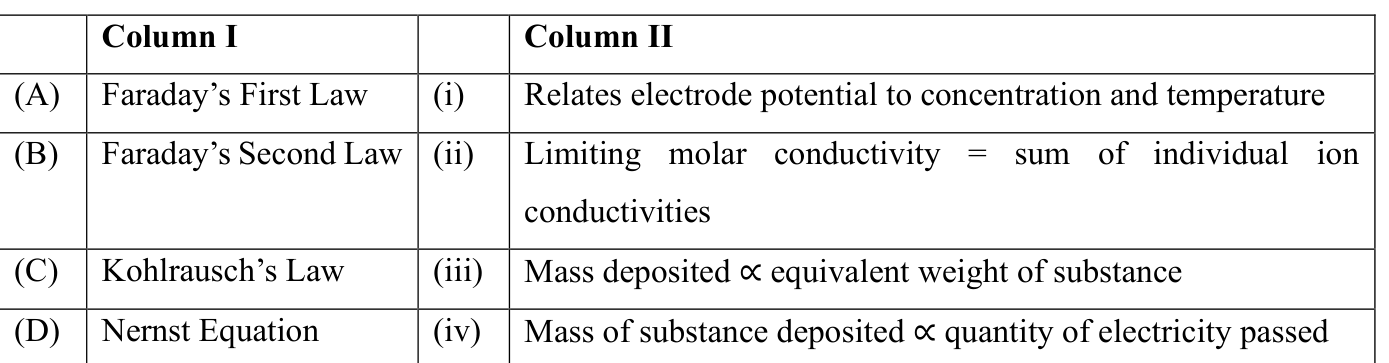 Column I Column II
(A) Faraday’s First Law (i) Relates electrode potential to concentration and temperature
(B) Faraday’s Second Law (ii) Limiting molar conductivity = sum of individual ion
conductivities
(C) Kohlrausch’s Law (iii) Mass deposited ∝ equivalent weight of substance
(D) Nernst Equation (iv) Mass of substance deposited ∝ quantity of electricity passed